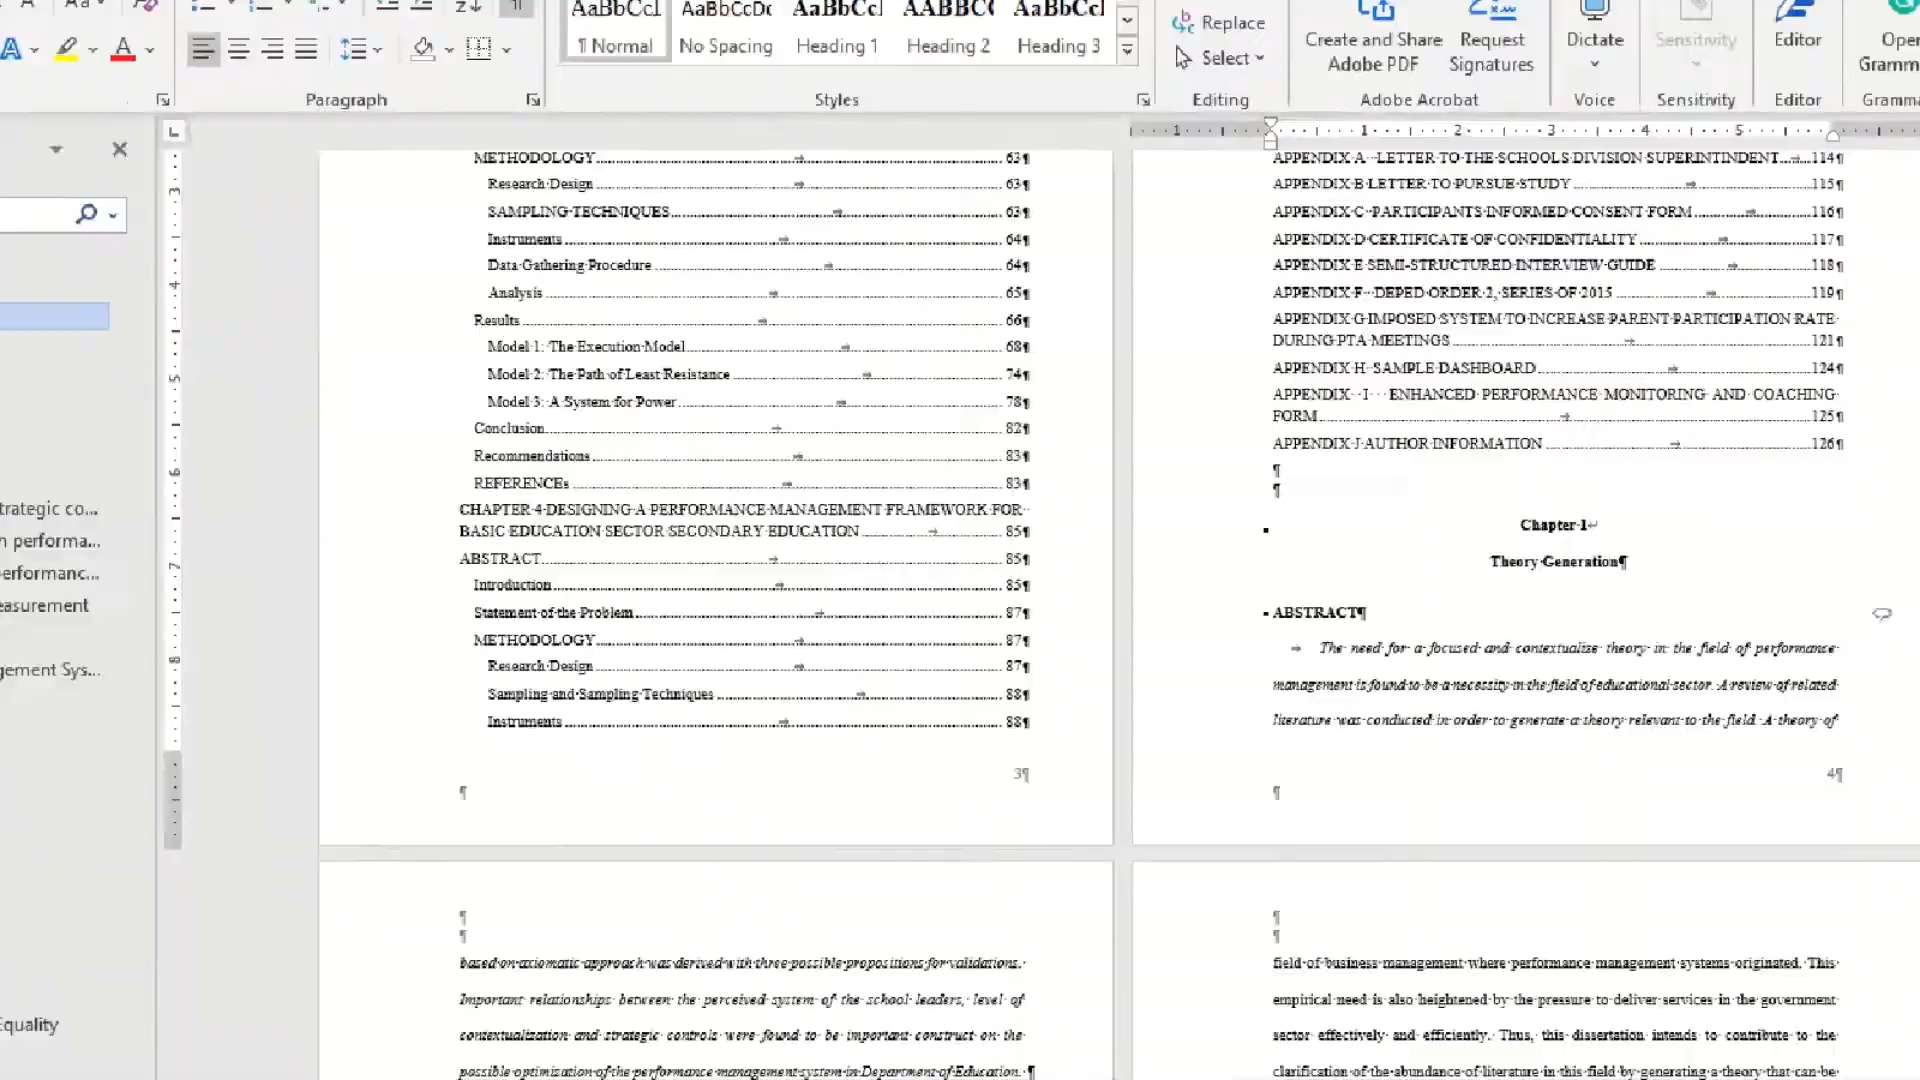 AaBbCcI
AaBbCcDc
AaBbCcI
AABBC(
AaBbCcI
¶ Normal
No Spacing
Heading 1
Heading 2
Heading 3
Replace
Select
Create and Share
Adobe PDF
Request
Signatures
Dictate
Sensitivity
Editor
Open
Gramma
Paragraph
Styles
Editing
Adobe Acrobat
Voice
Sensitivity
Editor
Gramma
trategic co...
n performa...
erformanc...
easurement
gement Sys...
Equality
METHODOLOGY 63¶
Research Design 63¶
SAMPLING TECHNIQUES 63¶
Instruments 64¶
Data Gathering Procedure 64¶
Analysis 65¶
Results 66¶
Model 1: The Execution Model 68¶
Model 2: The Path of Least Resistance 74¶
Model 3: A System for Power 78¶
Conclusion 82¶
Recommendations 83¶
REFERENCEs 83¶
CHAPTER 4 DESIGNING A PERFORMANCE MANAGEMENT FRAMEWORK FOR
BASIC EDUCATION SECTOR SECONDARY EDUCATION 85¶
ABSTRACT 85¶
Introduction 85¶
Statement of the Problem 87¶
METHODOLOGY 87¶
Research Design 87¶
Sampling and Sampling Techniques 88¶
Instruments 88¶
3¶
¶
APPENDIX A LETTER TO THE SCHOOLS DIVISION SUPERINTINDENT 114¶
APPENDIX B LETTER TO PURSUE STUDY 115¶
APPENDIX C PARTICIPANTS INFORMED CONSENT FORM 116¶
APPENDIX D CERTIFICATE OF CONFIDENTIALITY 117¶
APPENDIX E SEMI-STRUCTURED INTERVIEW GUIDE 118¶
APPENDIX F DEPED ORDER 2, SERIES OF 2015 119¶
APPENDIX G IMPOSED SYSTEM TO INCREASE PARENT PARTICIPATION RATE
DURING PTA MEETINGS 121¶
APPENDIX H SAMPLE DASHBOARD 124¶
APPENDIX I ENHANCED PERFORMANCE MONITORING AND COACHING
FORM 125¶
APPENDIX J AUTHOR INFORMATION 126¶
¶
¶
Chapter 1
Theory Generation¶
ABSTRACT¶
The need for a focused and contextualize theory in the field of performance
management is found to be a necessity in the field of educational sector. A review of related
literature was conducted in order to generate a theory relevant to the field. A theory of
4¶
¶
¶
¶
based on axiomatic approach was derived with three possible propositions for validations.
Important relationships between the perceived system of the school leaders, level of
contextualization and strategic controls were found to be important construct on the
possible optimization of the performance management system in Department of Education. ¶
¶
¶
field of business management where performance management systems originated. This
empirical need is also heightened by the pressure to deliver services in the government
sector effectively and efficiently. Thus, this dissertation intends to contribute to the
clarification of the abundance of literature in this field by generating a theory that can be